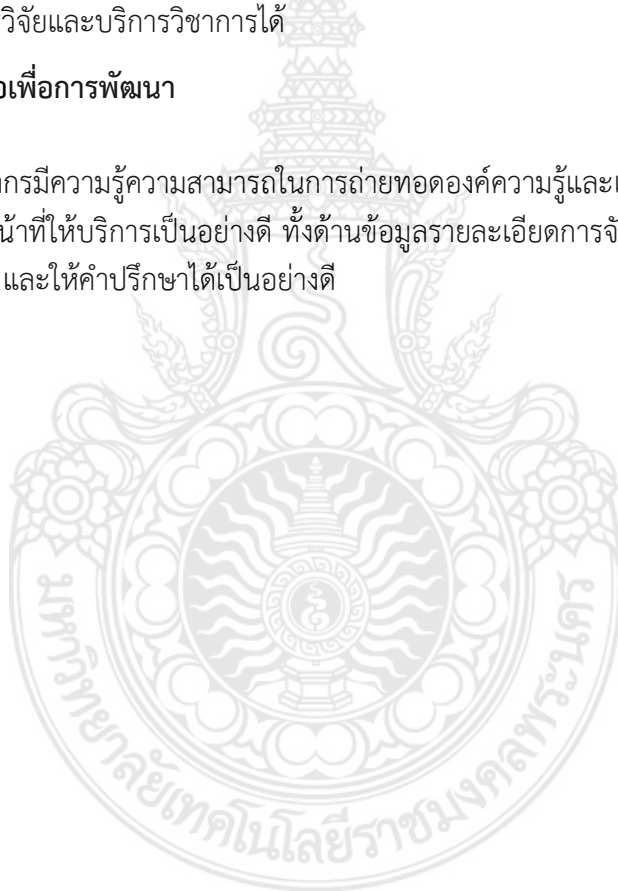 รวิจัยและบริการวิชาการได้
อเพื่อการพัฒนา
ากรมีความรู้ความสามารถในการถ่ายทอดองค์ความรู้และเ
น้าที่ให้บริการเป็นอย่างดี ทั้งด้านข้อมูลรายละเอียดการจั
และให้คำปรึกษาได้เป็นอย่างดี
มหาวิทยาลัยเทคโนโลยีราชมงคลพระนคร